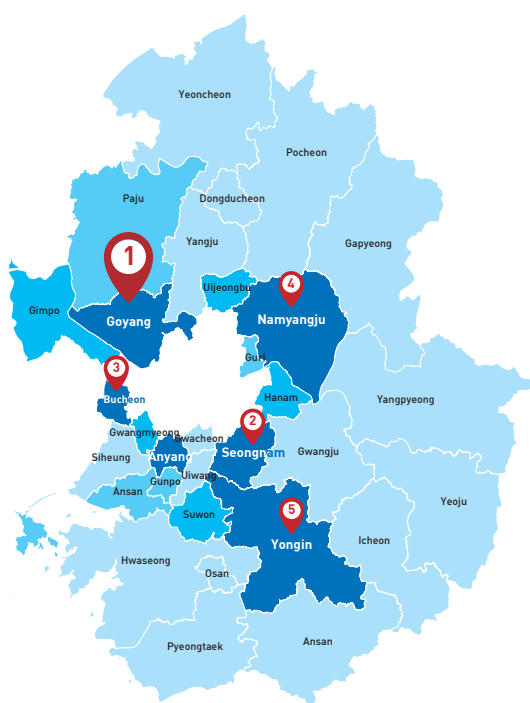 Yeoncheon
Pocheon
Paju
Dongducheon
Yangju
Gapyeong
1
Uijeongbu
4
Gimpo
Goyang
Namyangju
Guri
3
Bucheon
Hanam
Yangpyeong
2
Gwangmyeong
Gwacheon
Siheung
Anyang
Seongnam
Gwangju
Uiwang
Gunpo
Ansan
Yeoju
Suwon
5
Icheon
Yongin
Hwaseong
Osan
Pyeongtaek
Ansan